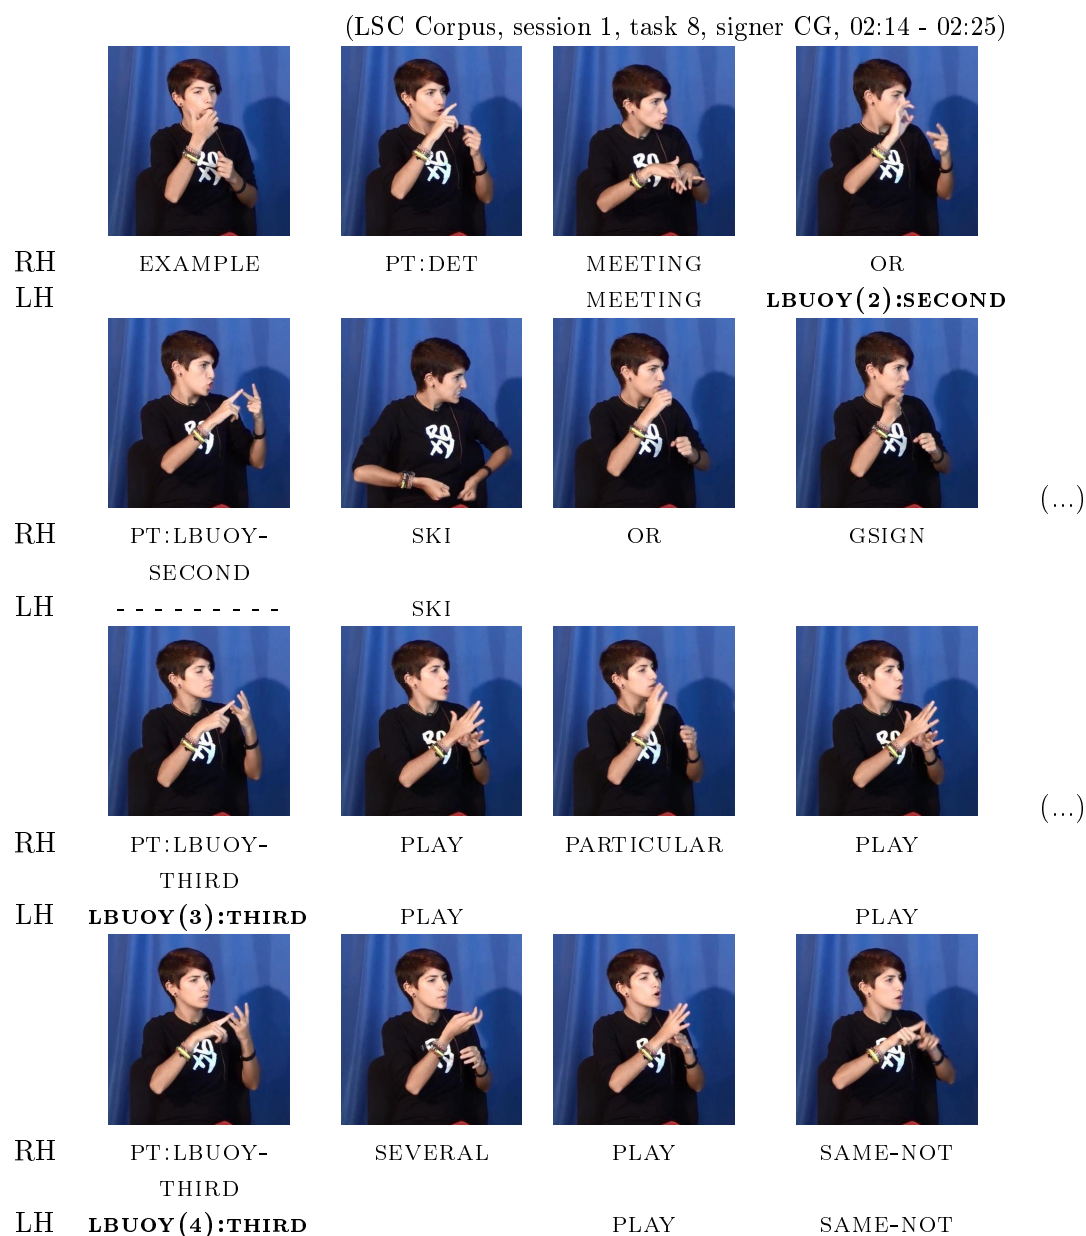 (LSC Corpus, session 1, task 8, signer CG, 02:14 - 02:25)
RH EXAMPLE PT:DET MEETING OR
LH MEETING LBUOY(2):SECOND
(...)
RH PT:LBUOY- SKI OR GSIGN
SECOND
LH - - - - - - - - - SKI
(...)
RH PT:LBUOY- PLAY PARTICULAR PLAY
THIRD
LH LBUOY(3):THIRD PLAY PLAY
RH PT:LBUOY- SEVERAL PLAY SAME-NOT
THIRD
LH LBUOY(4):THIRD PLAY SAME-NOT